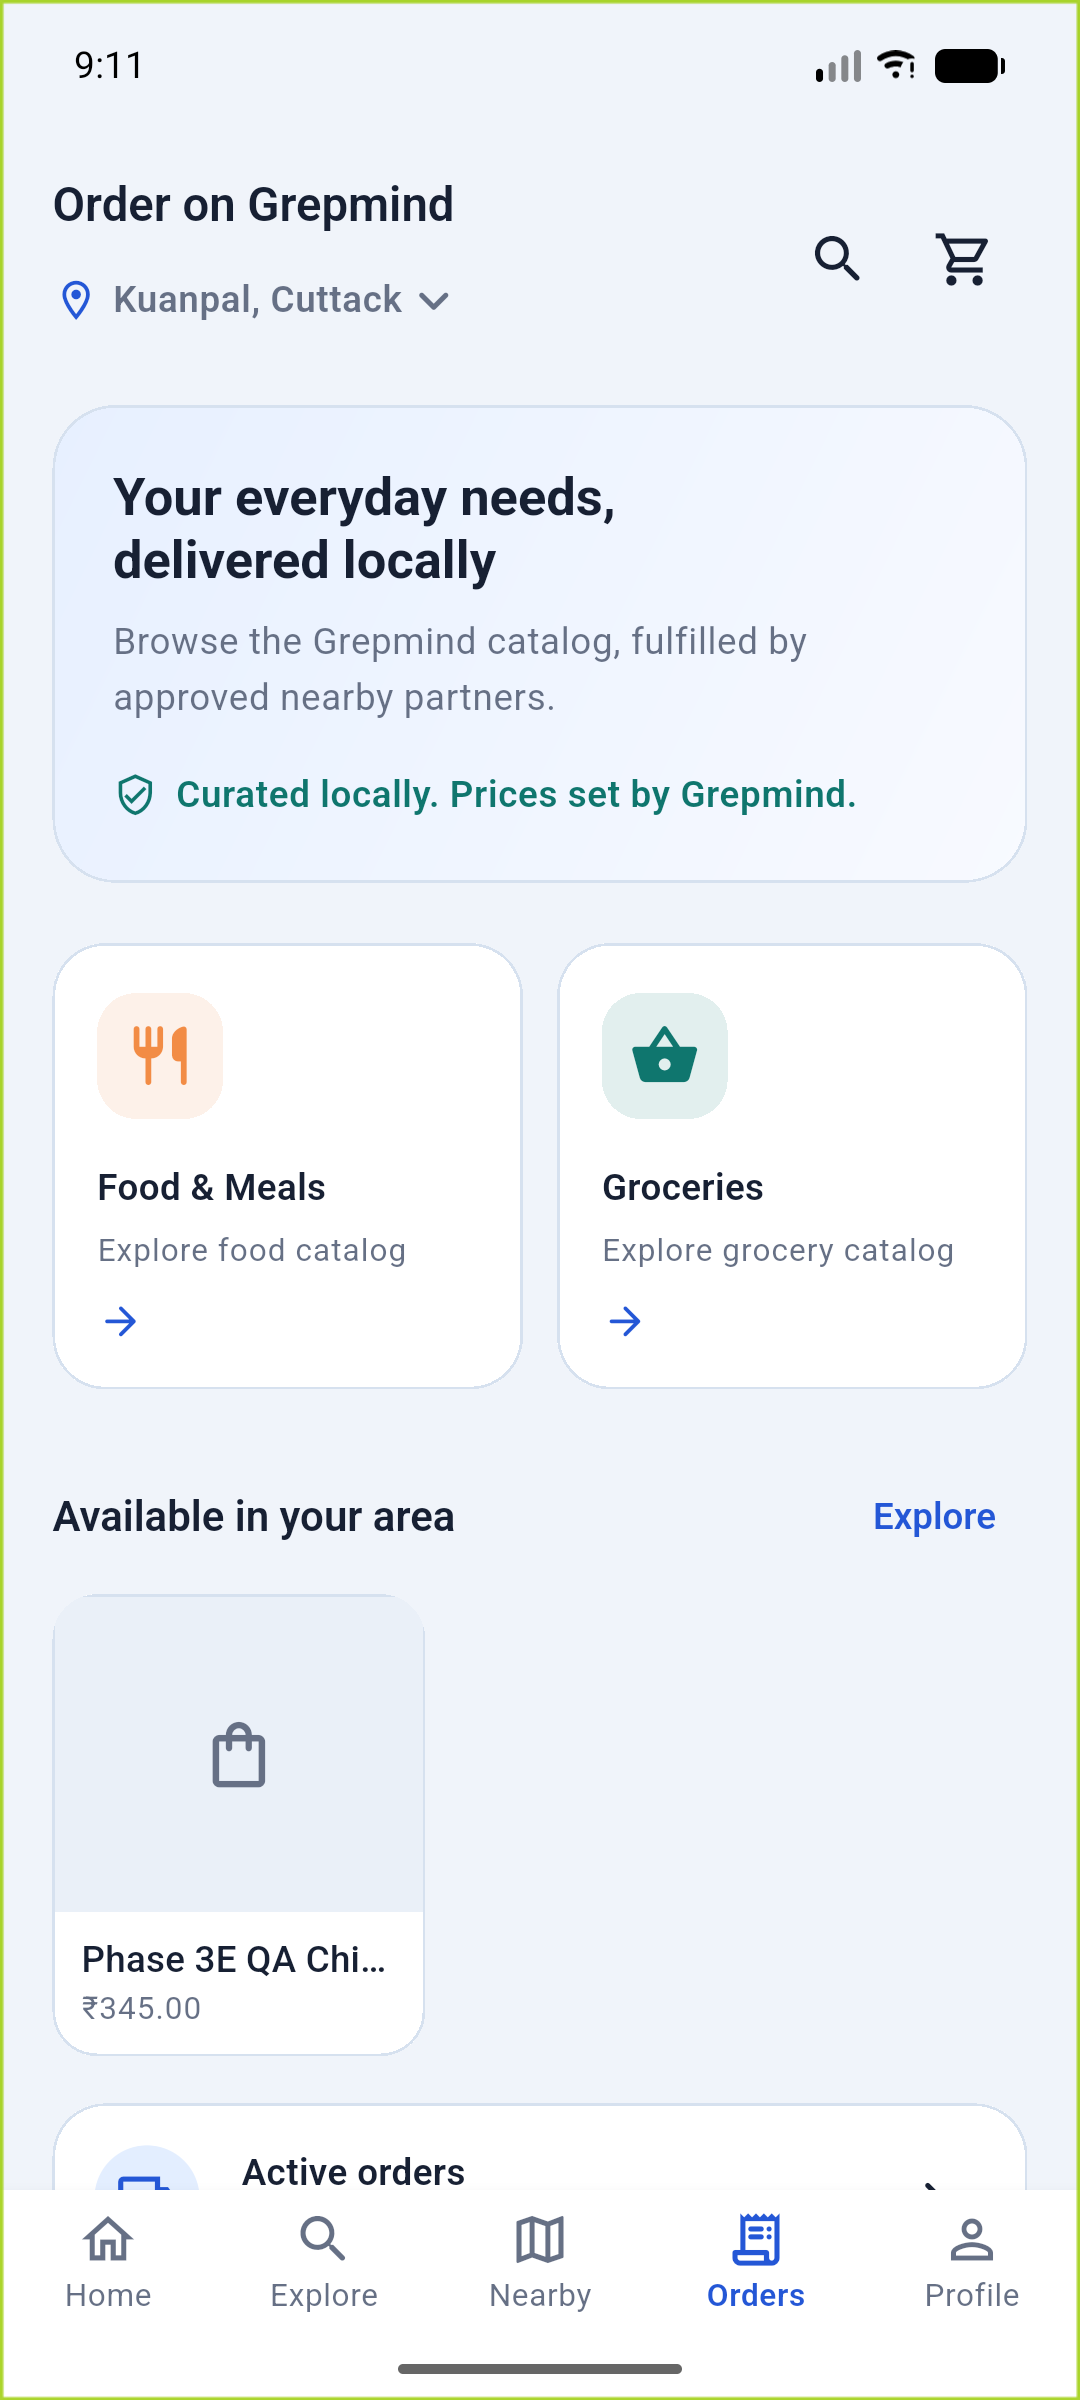 9:11
Order on Grepmind
Kuanpal, Cuttack
Your everyday needs,
delivered locally
Browse the Grepmind catalog, fulfilled by
approved nearby partners.
Curated locally. Prices set by Grepmind.
Food & Meals
Explore food catalog
Groceries
Explore grocery catalog
Available in your area
Explore
Phase 3E QA Chi...
₹345.00
Active orders
Home
Explore
Nearby
Orders
Profile